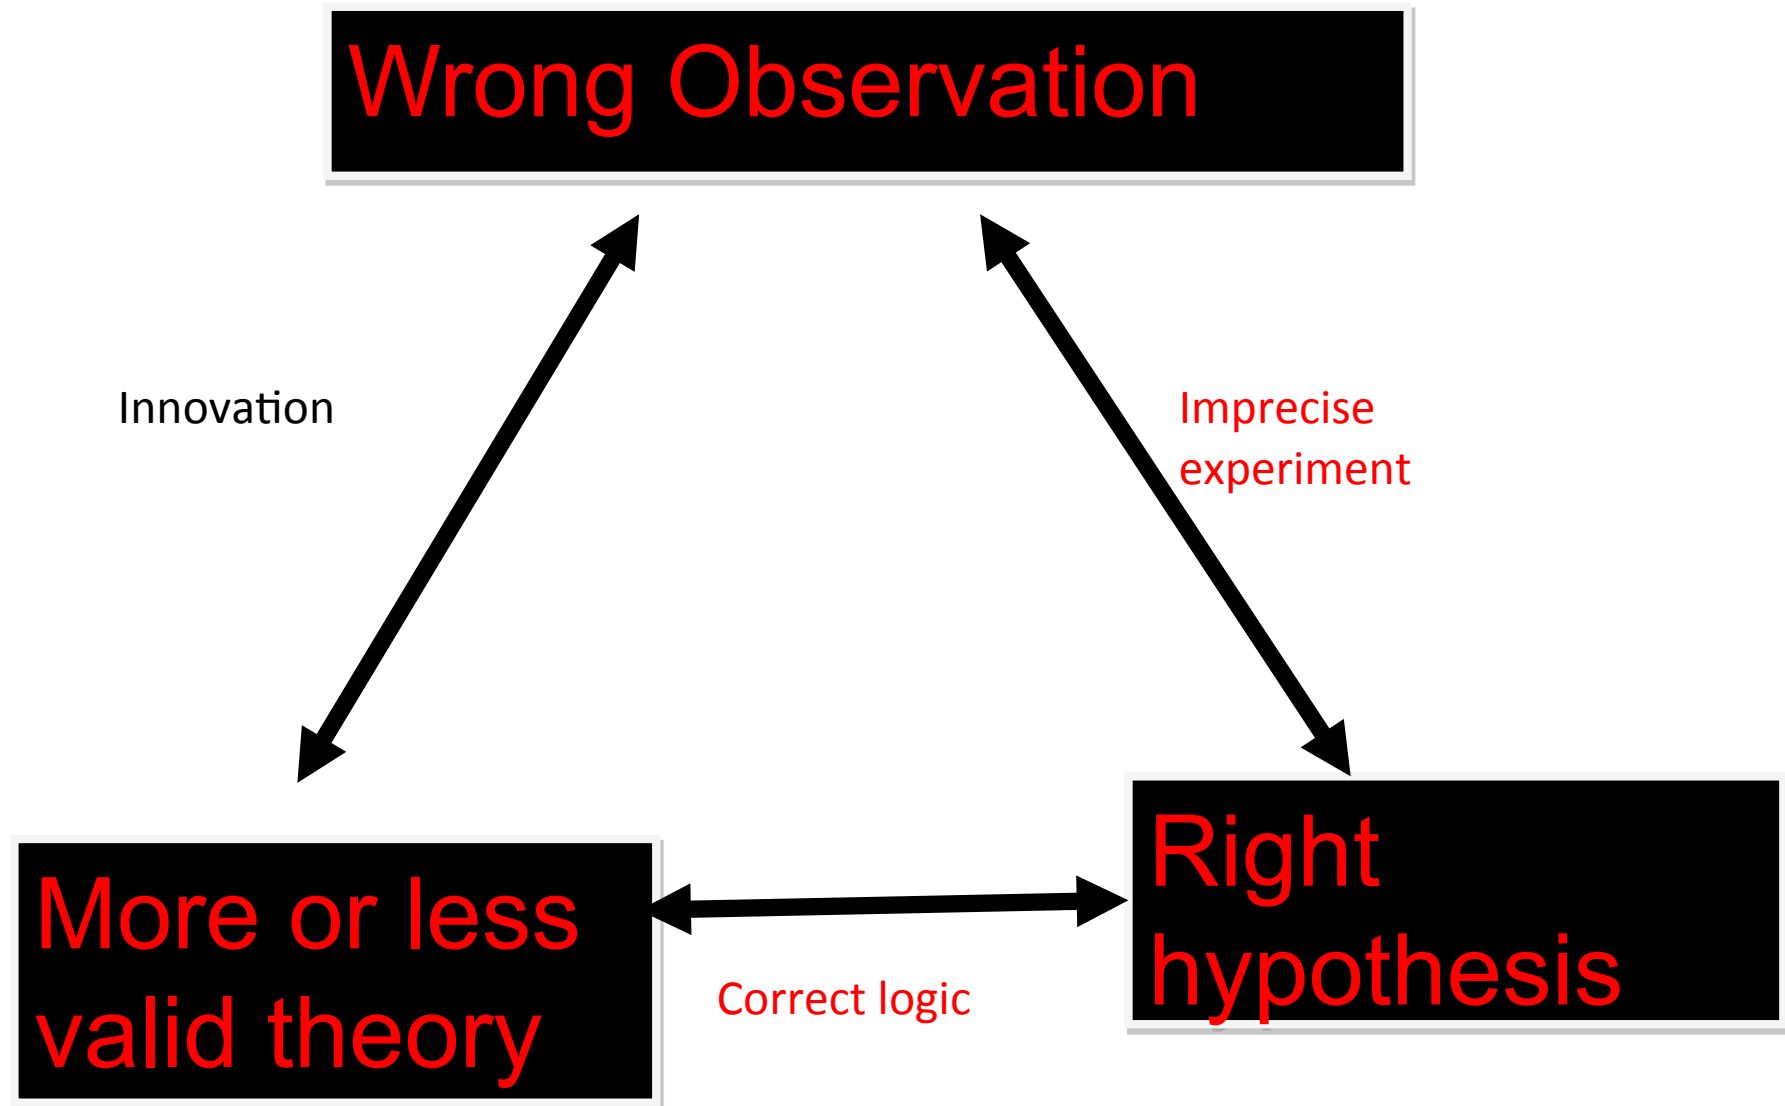 Wrong Observation
Innovation
Imprecise
experiment
More or less
valid theory
Correct logic
Right
hypothesis